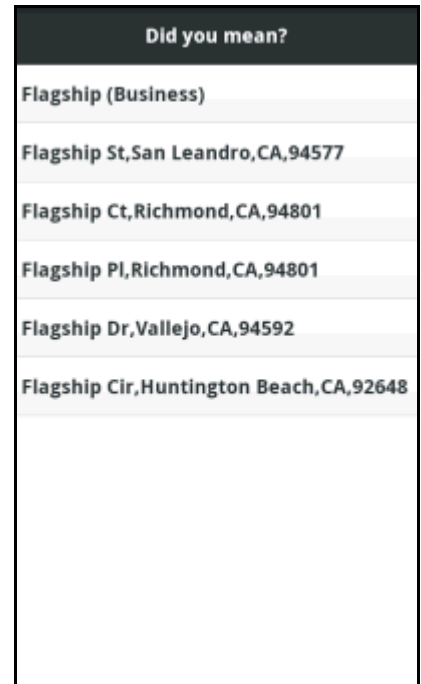 Did you mean?
Flagship (Business)
Flagship St,San Leandro,CA,94577
Flagship Ct,Richmond,CA,94801
Flagship Pl,Richmond,CA,94801
Flagship Dr,Vallejo,CA,94592
Flagship Cir,Huntington Beach,CA,92648